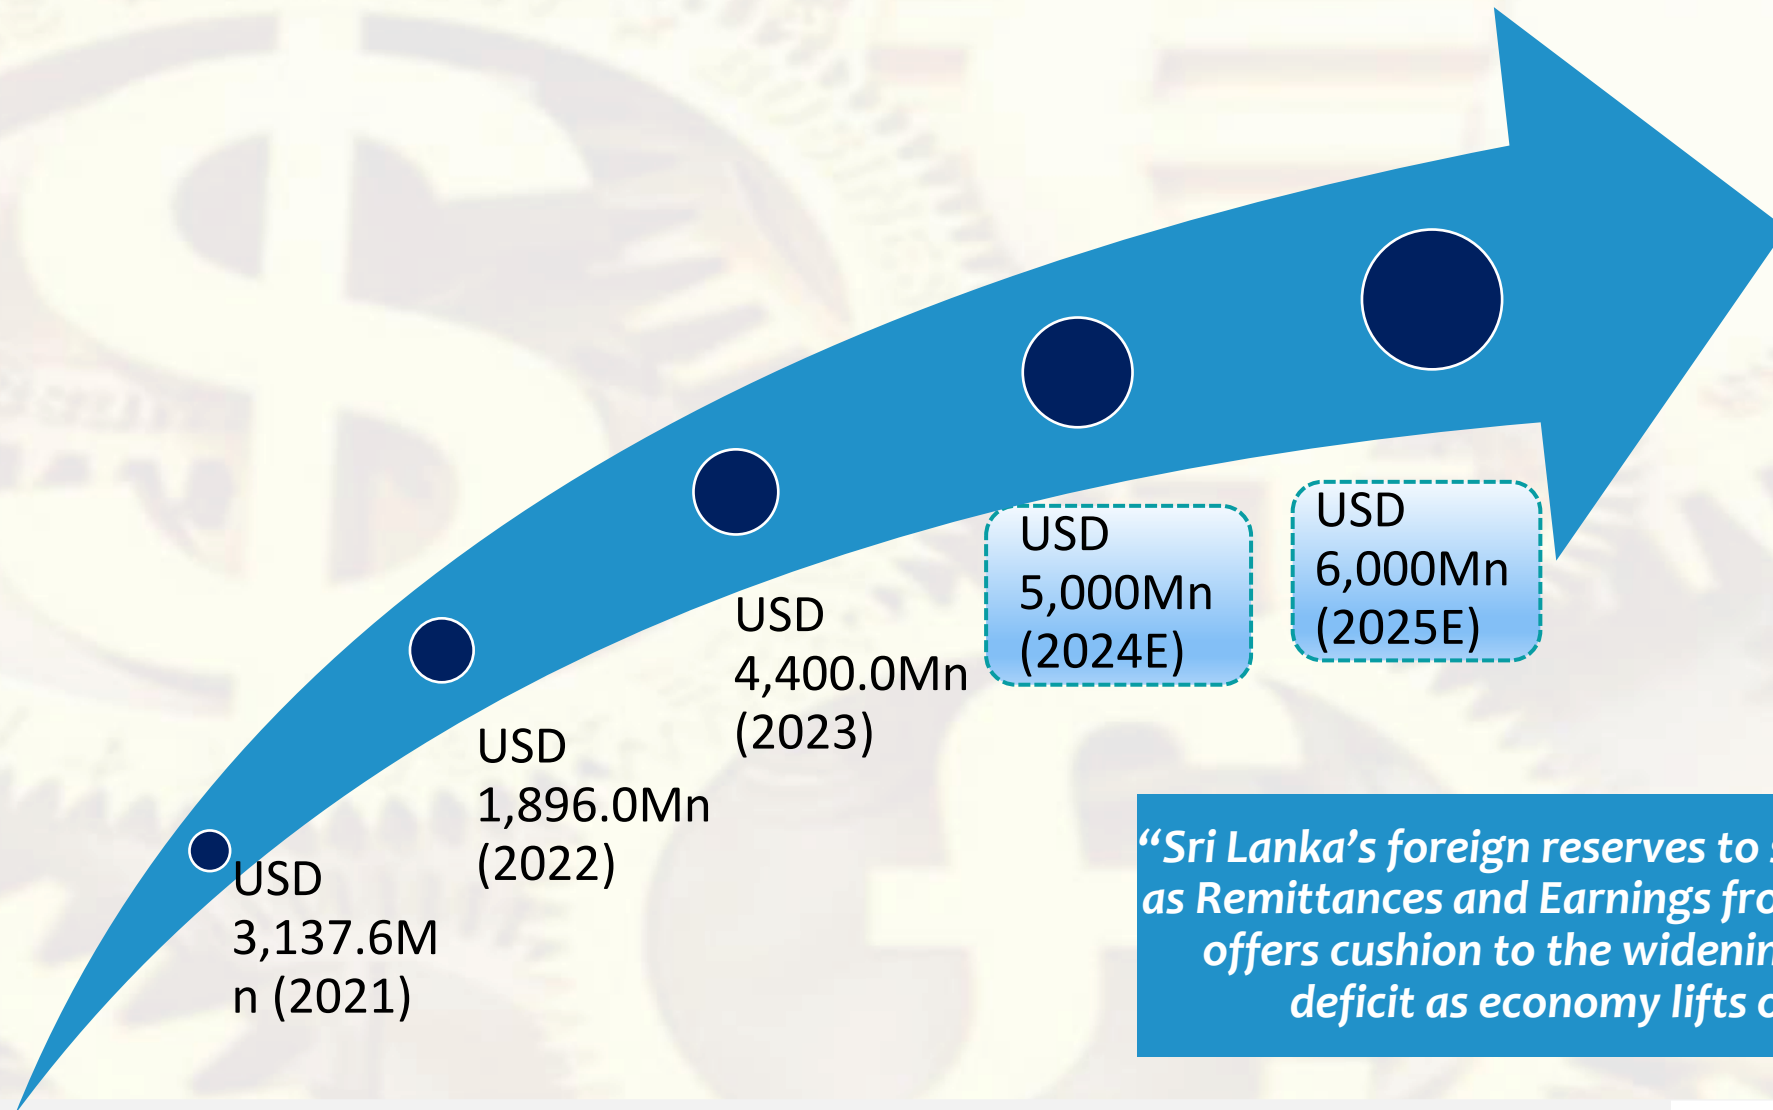 USD
3,137.6M
n (2021)
USD
1,896.0Mn
(2022)
USD
4,400.0Mn
(2023)
USD
5,000Mn
(2024E)
USD
6,000Mn
(2025E)
“Sri Lanka’s foreign reserves to
as Remittances and Earnings
offers cushion to the
deficit as economy lifts